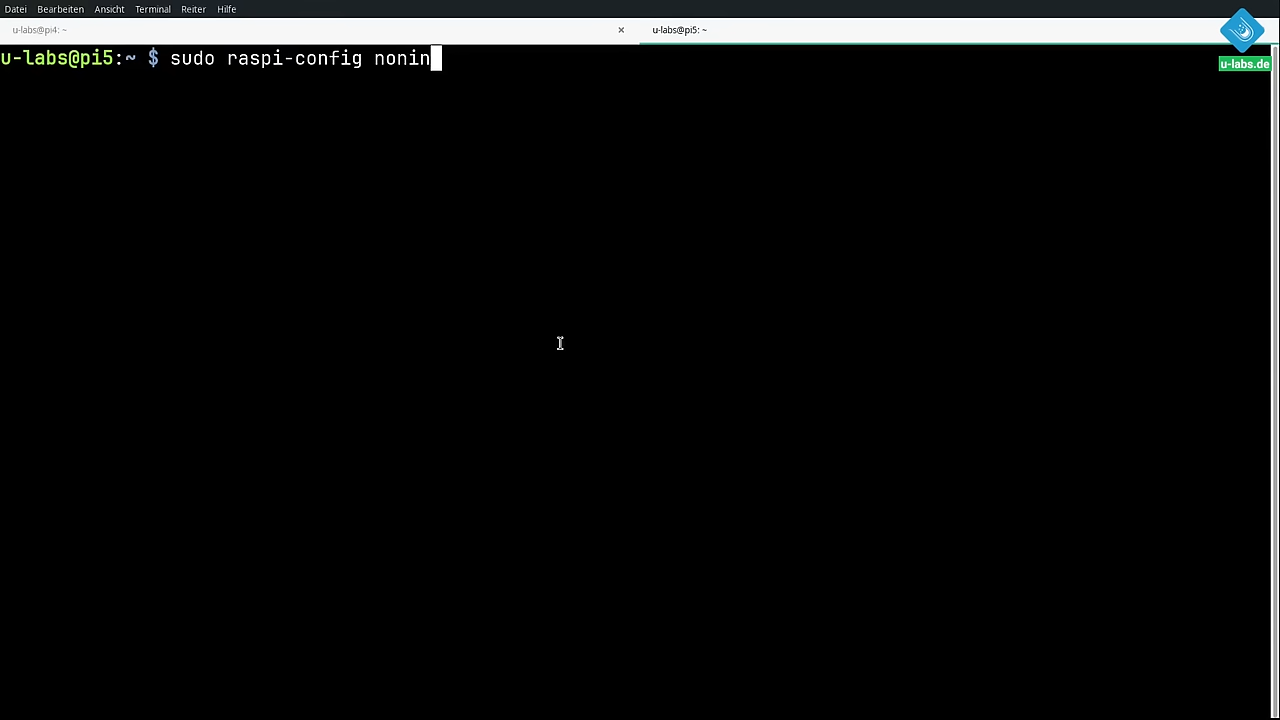 Datei Bearbeiten Ansicht Terminal Reiter Hilfe
u-labs@pi4: ~ × u-labs@pi5: ~
u-labs@pi5:~ $ sudo raspi-config nonin
u-labs.de